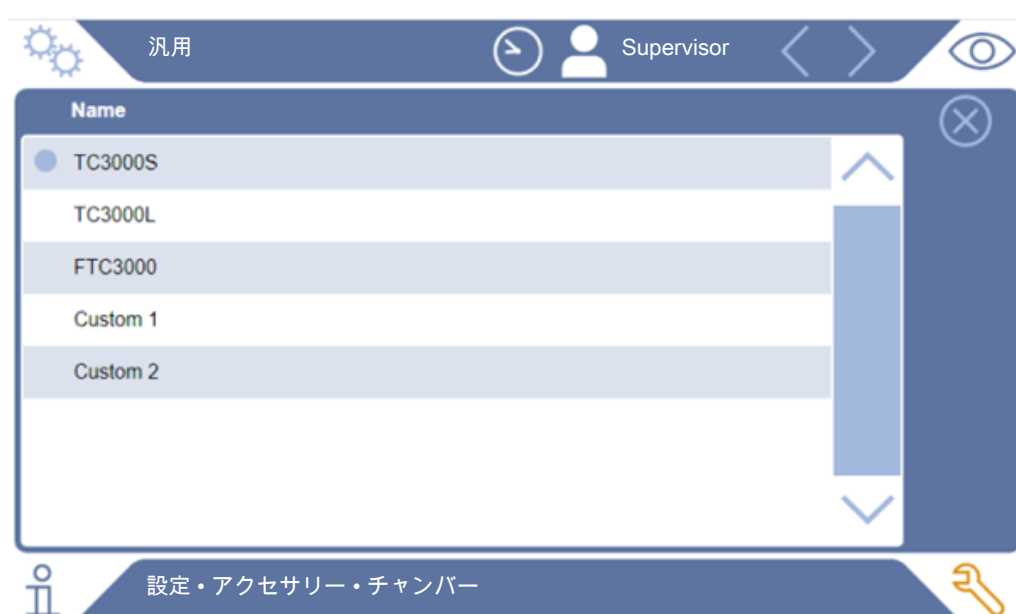 汎用
Supervisor
Name
TC3000S
TC3000L
FTC3000
Custom 1
Custom 2
設定・アクセサリー・チャンバー